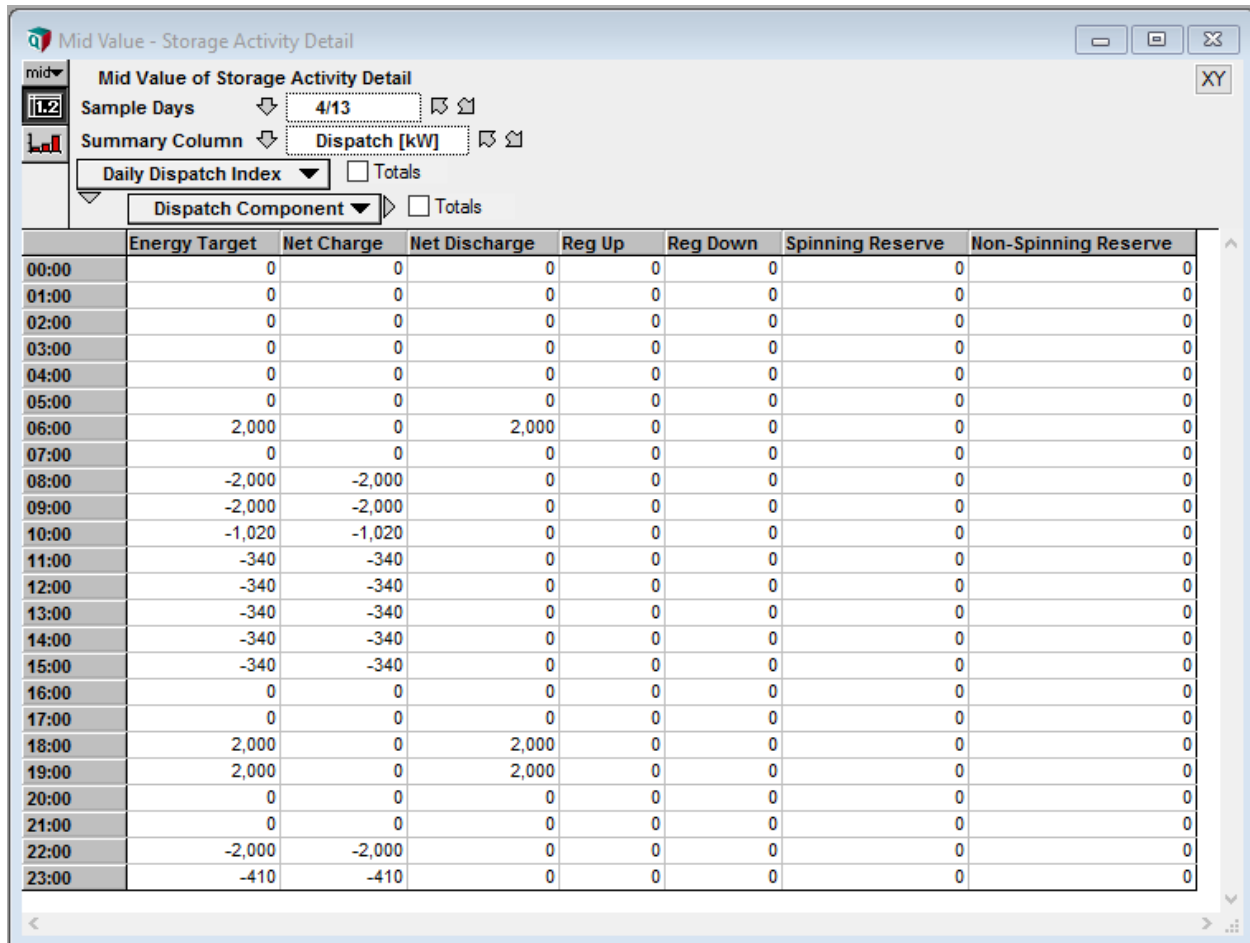 Mid Value - Storage Activity Detail
mid Mid Value of Storage Activity Detail XY
1.2 Sample Days 4/13
Summary Column Dispatch [kW]
Daily Dispatch Index Totals
Dispatch Component Totals
Energy Target Net Charge Net Discharge Reg Up Reg Down Spinning Reserve Non-Spinning Reserve
00:00 0 0 0 0 0 0 0
01:00 0 0 0 0 0 0 0
02:00 0 0 0 0 0 0 0
03:00 0 0 0 0 0 0 0
04:00 0 0 0 0 0 0 0
05:00 0 0 0 0 0 0 0
06:00 2,000 0 2,000 0 0 0 0
07:00 0 0 0 0 0 0 0
08:00 -2,000 -2,000 0 0 0 0 0
09:00 -2,000 -2,000 0 0 0 0 0
10:00 -1,020 -1,020 0 0 0 0 0
11:00 -340 -340 0 0 0 0 0
12:00 -340 -340 0 0 0 0 0
13:00 -340 -340 0 0 0 0 0
14:00 -340 -340 0 0 0 0 0
15:00 -340 -340 0 0 0 0 0
16:00 0 0 0 0 0 0 0
17:00 0 0 0 0 0 0 0
18:00 2,000 0 2,000 0 0 0 0
19:00 2,000 0 2,000 0 0 0 0
20:00 0 0 0 0 0 0 0
21:00 0 0 0 0 0 0 0
22:00 -2,000 -2,000 0 0 0 0 0
23:00 -410 -410 0 0 0 0 0